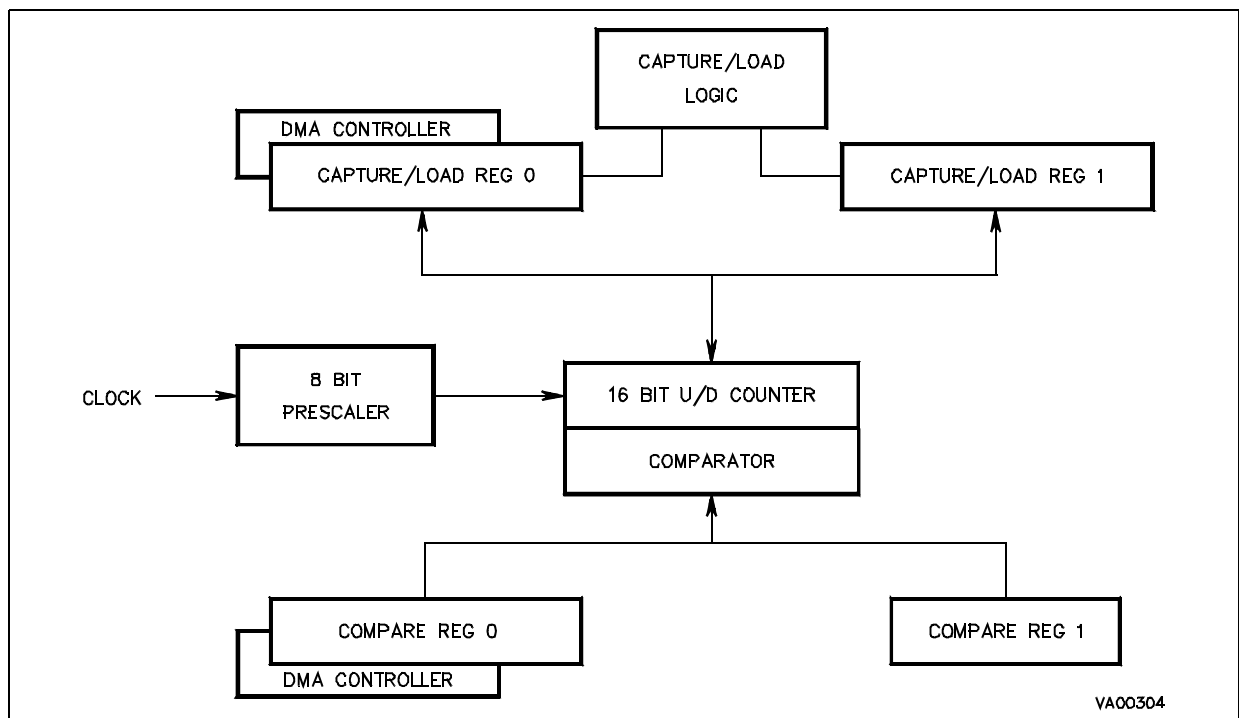 CAPTURE/LOAD
LOGIC
DMA CONTROLLER
CAPTURE/LOAD REG 0
CAPTURE/LOAD REG 1
CLOCK
8 BIT
PRESCALER
16 BIT U/D COUNTER
COMPARATOR
COMPARE REG 0
COMPARE REG 1
DMA CONTROLLER
VA00304